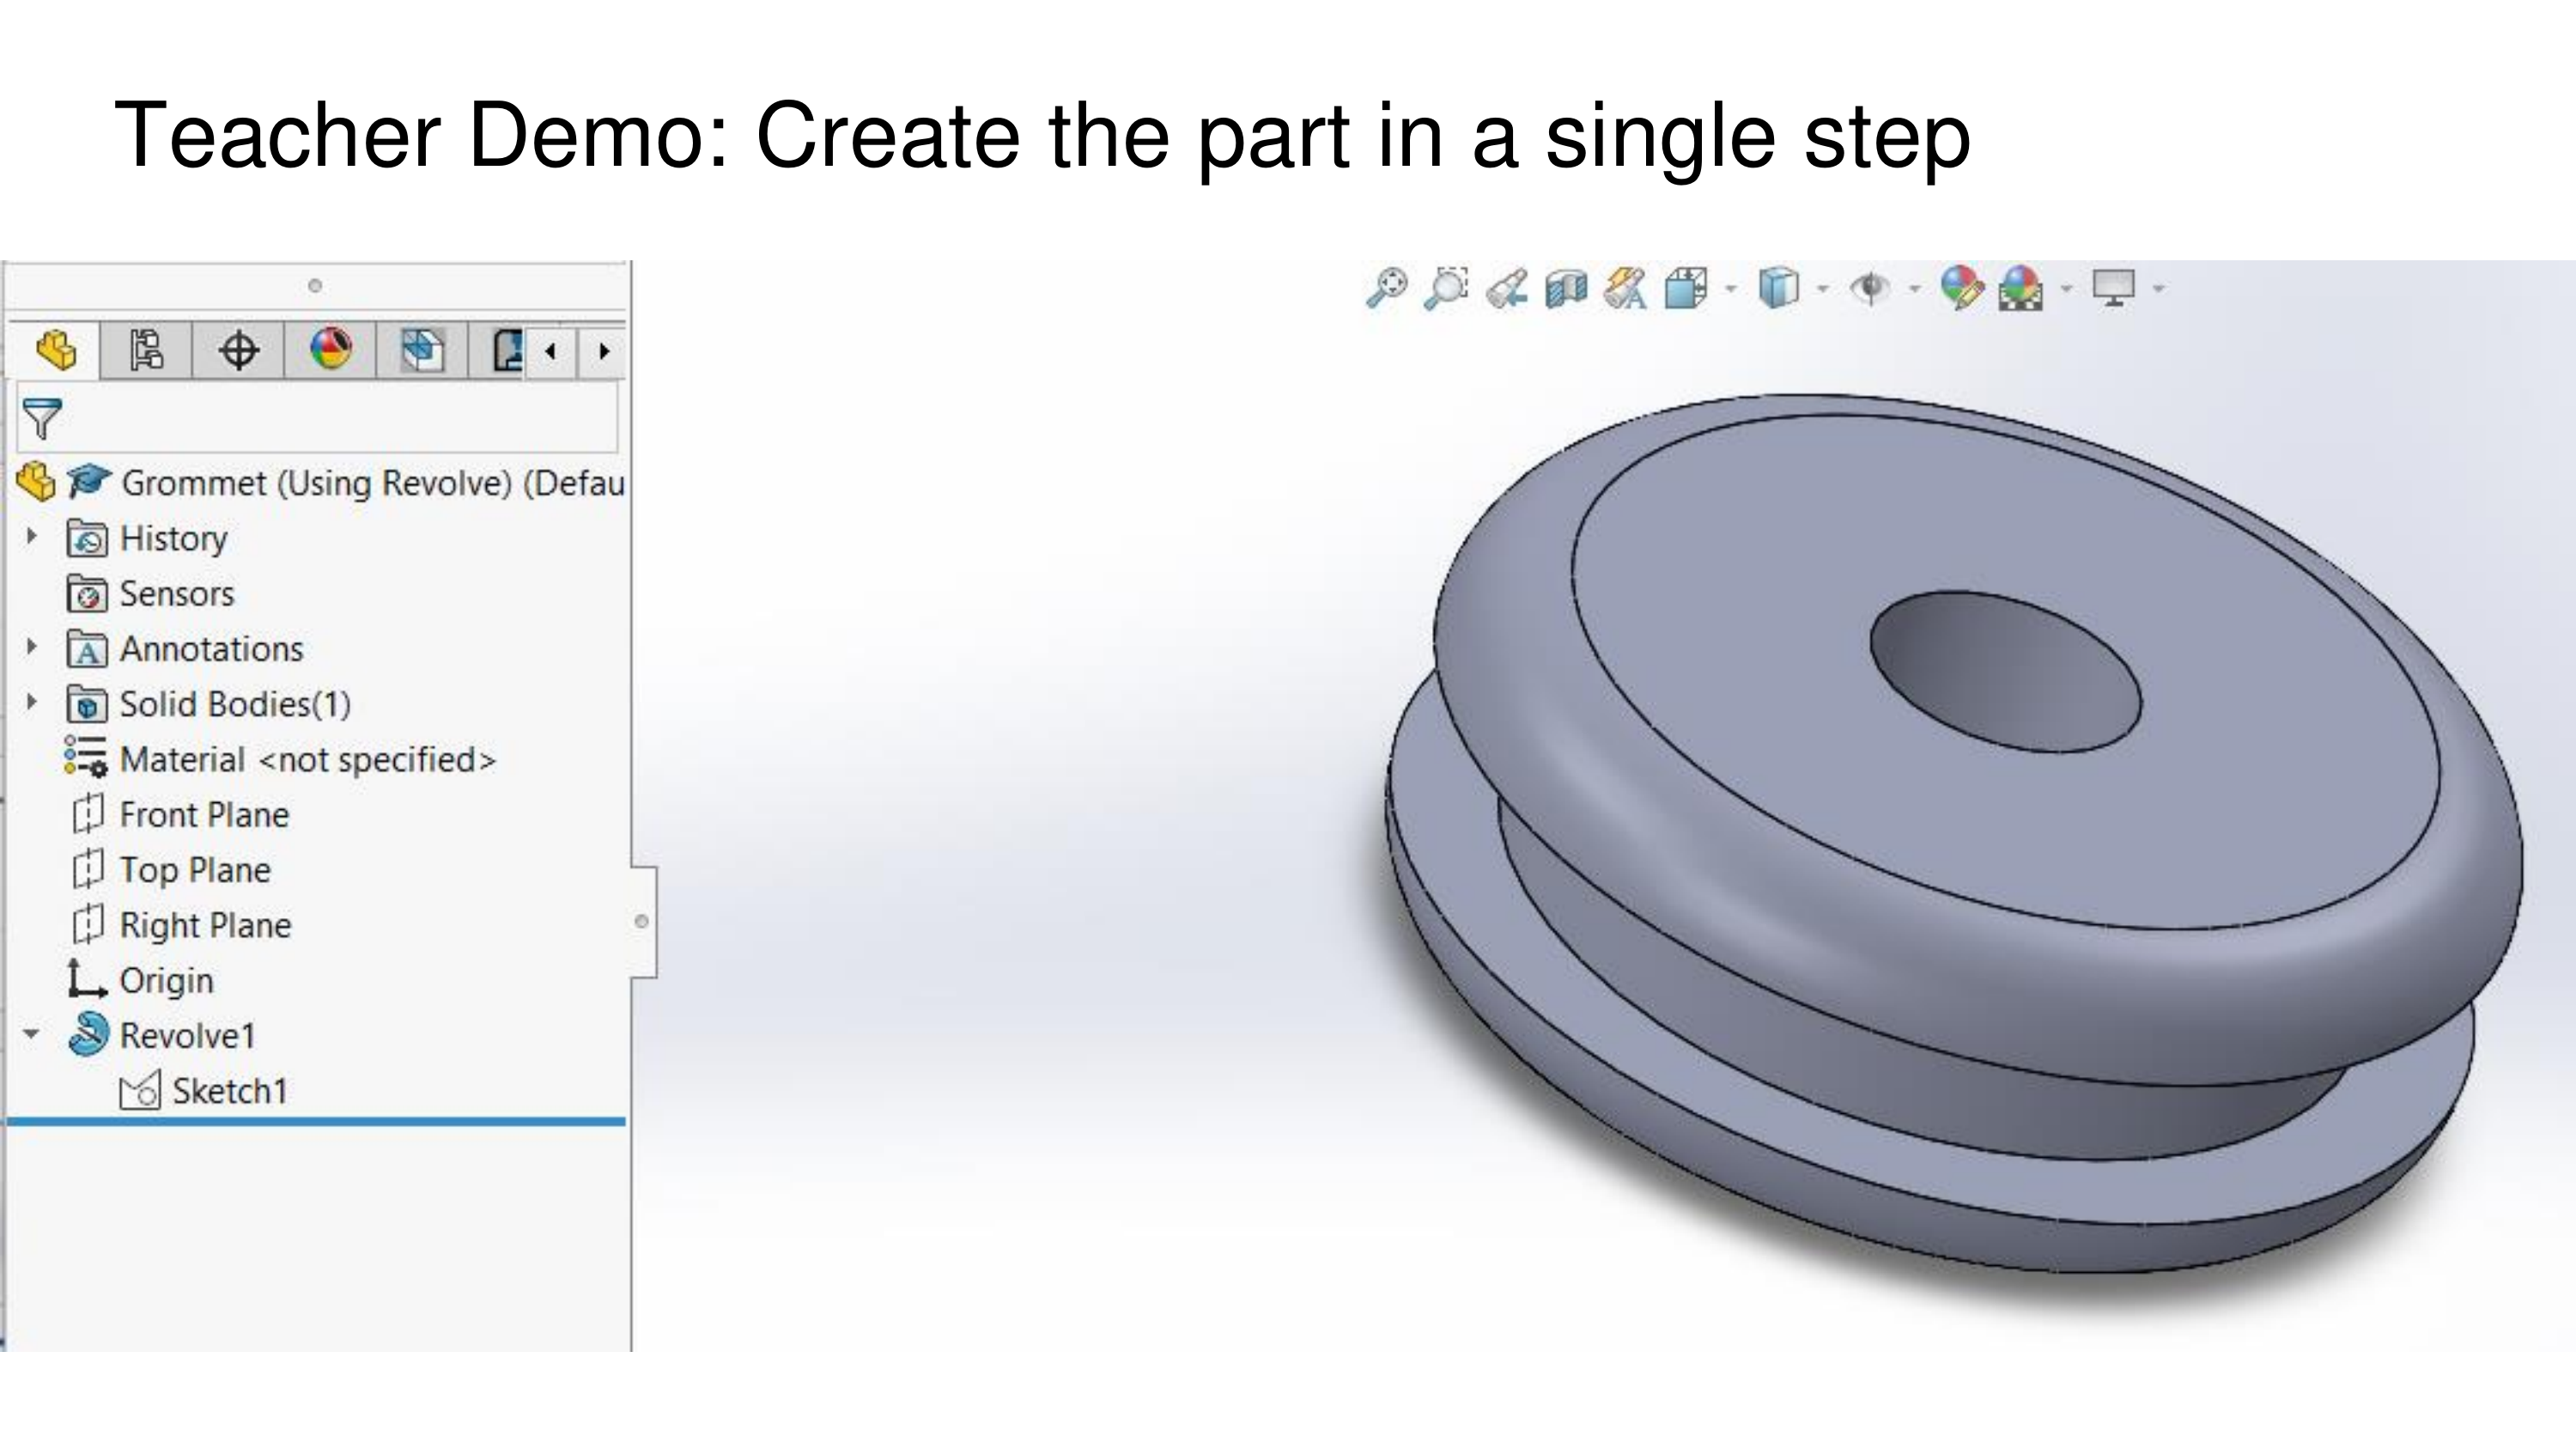 Teacher Demo: Create the part in a single step
Grommet (Using Revolve) (Defau
History
Sensors
Annotations
Solid Bodies(1)
Material <not specified>
Front Plane
Top Plane
Right Plane
Origin
Revolve1
Sketch1